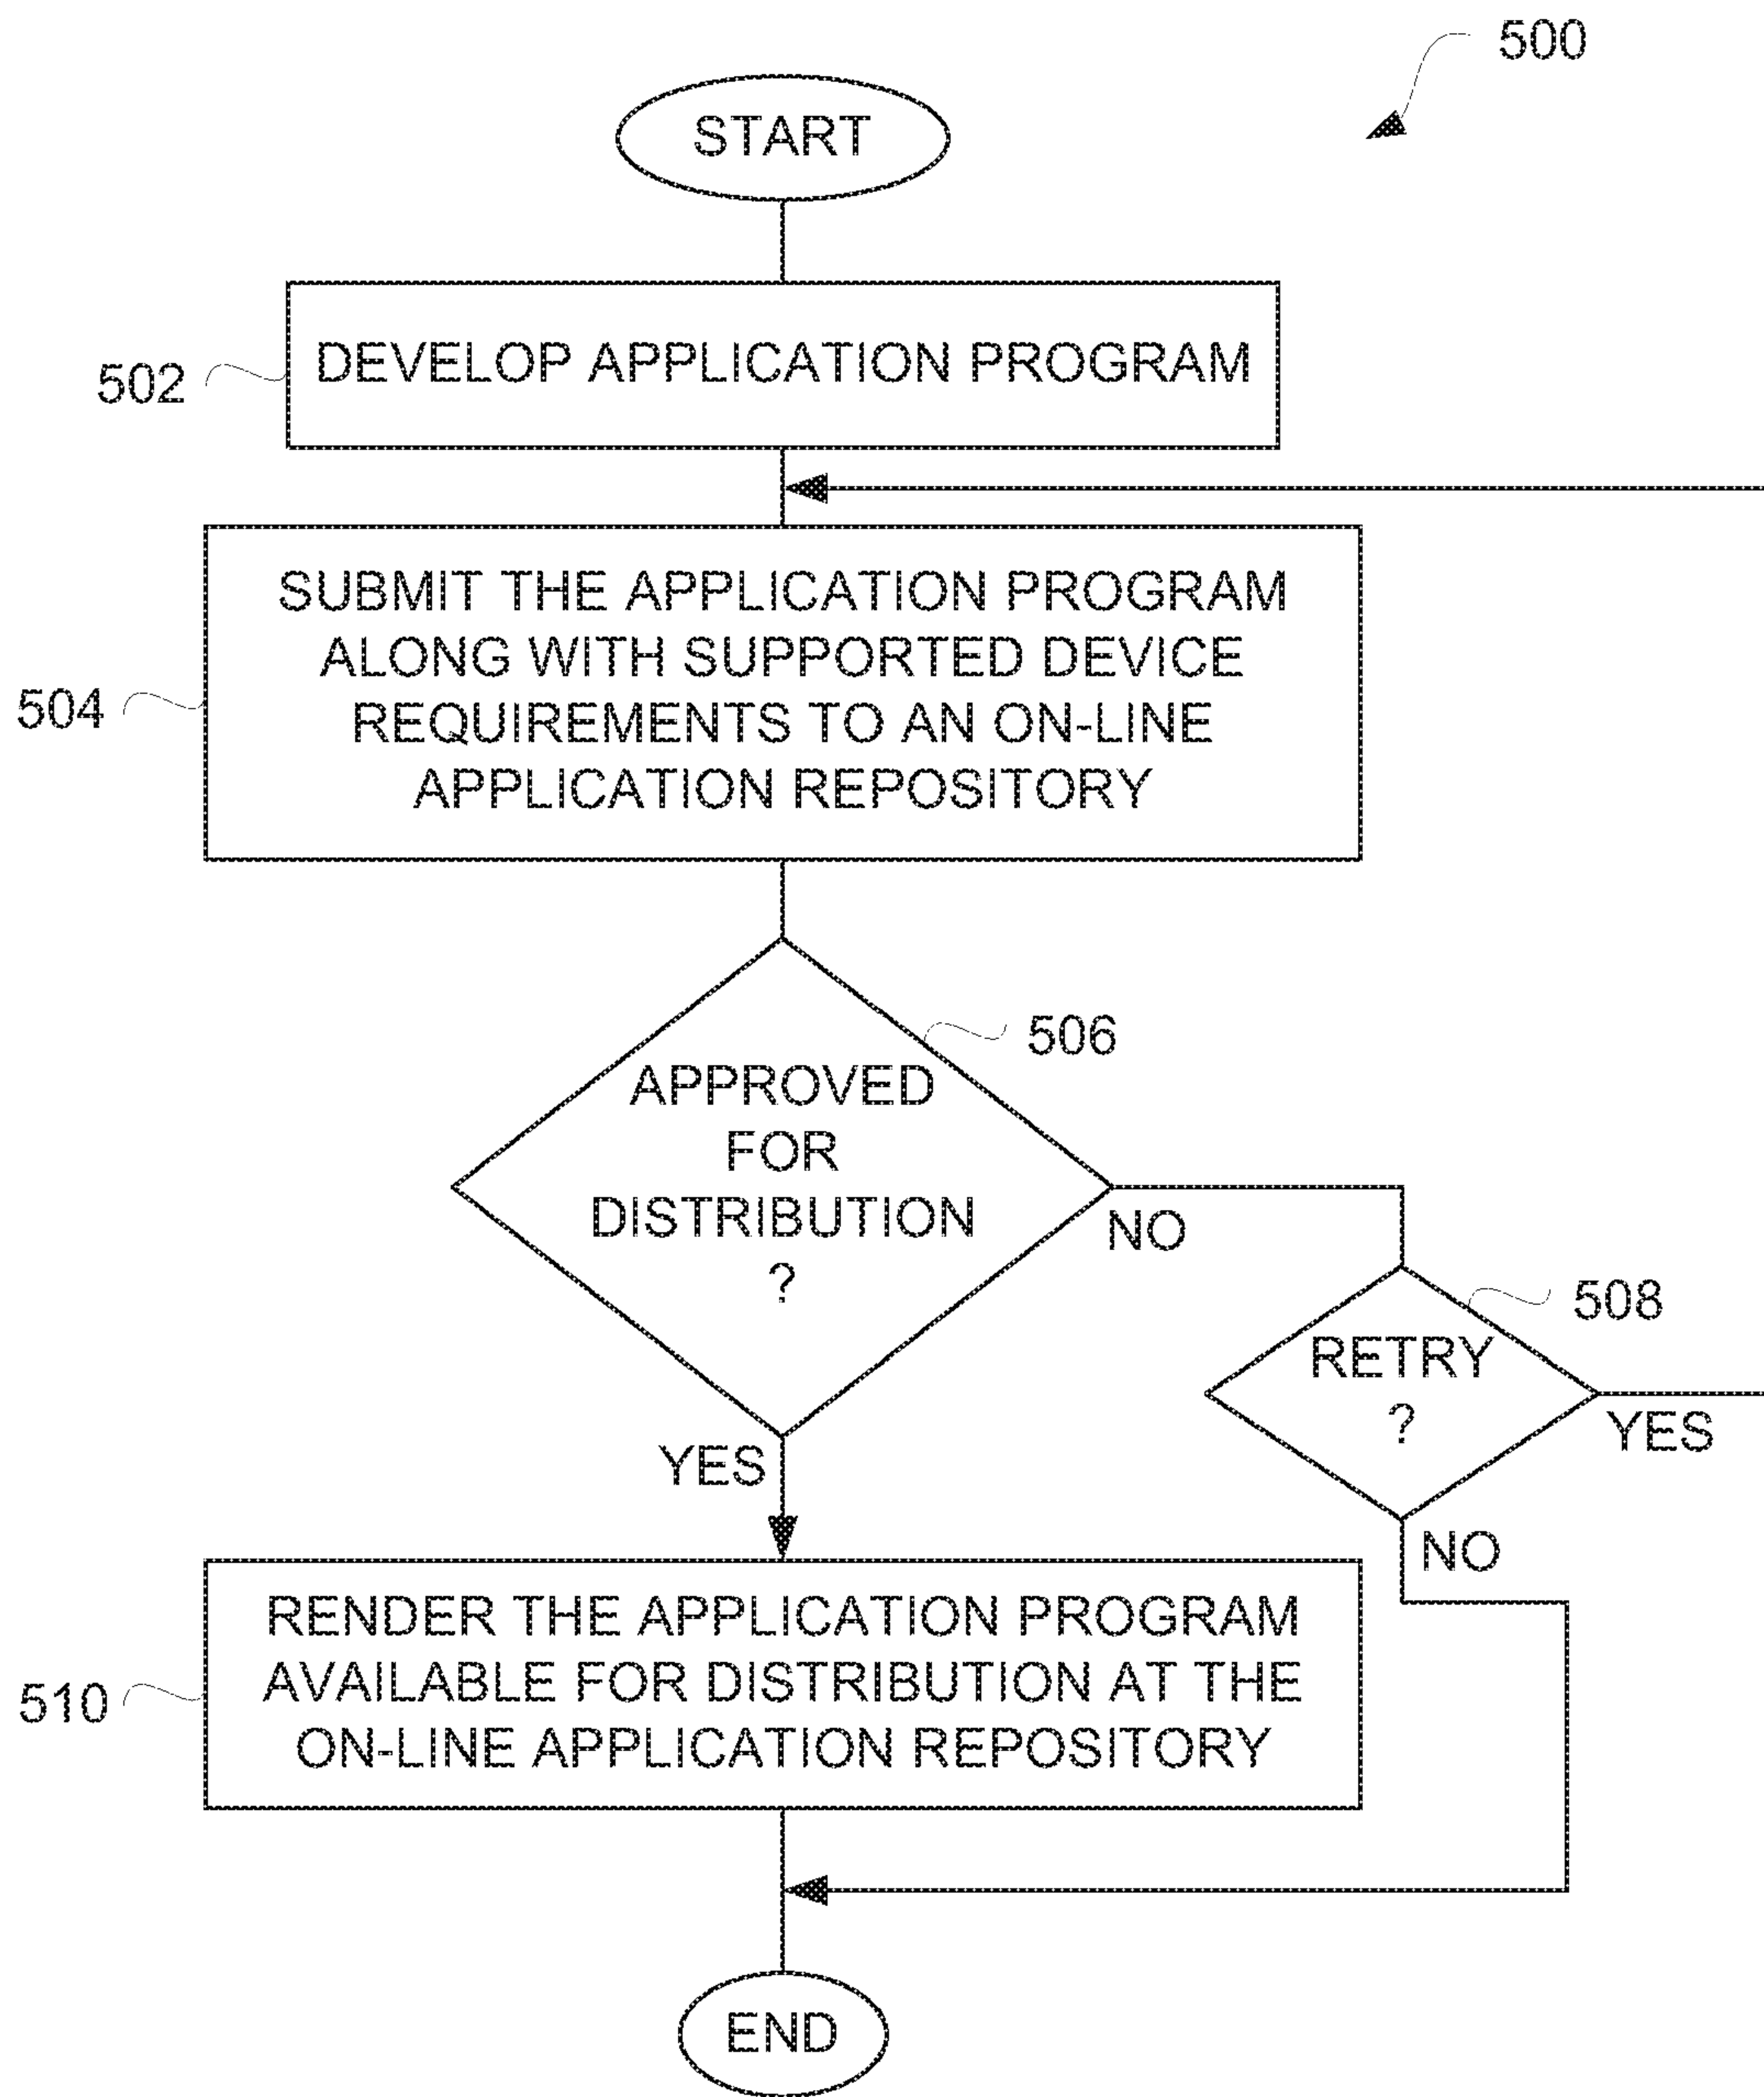 500
START
502
DEVELOP APPLICATION PROGRAM
504
SUBMIT THE APPLICATION PROGRAM
ALONG WITH SUPPORTED DEVICE
REQUIREMENTS TO AN ON-LINE
APPLICATION REPOSITORY
506
APPROVED
FOR
DISTRIBUTION
?
NO
508
RETRY
?
YES
YES
NO
510
RENDER THE APPLICATION PROGRAM
AVAILABLE FOR DISTRIBUTION AT THE
ON-LINE APPLICATION REPOSITORY
END